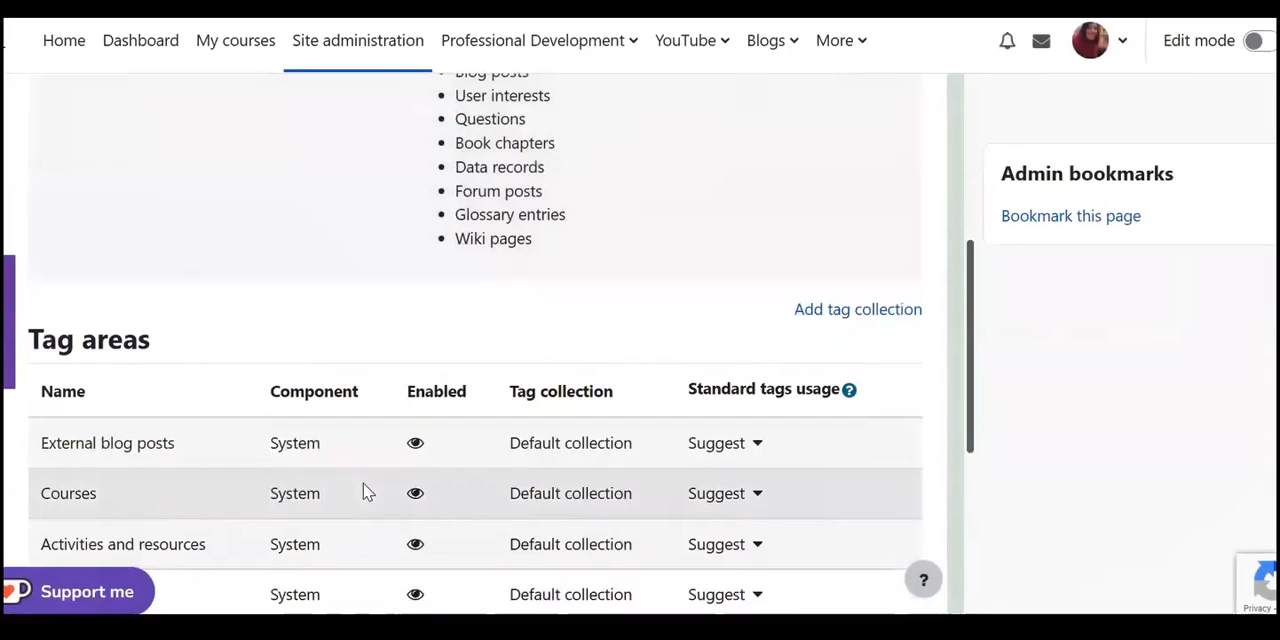 Home Dashboard My courses Site administration Professional Development YouTube Blogs More Edit mode
Blog posts
User interests
Questions
Book chapters
Data records
Forum posts
Glossary entries
Wiki pages
Admin bookmarks
Bookmark this page
Add tag collection
Tag areas
Name Component Enabled Tag collection Standard tags usage ?
External blog posts System Default collection Suggest
Courses System Default collection Suggest
Activities and resources System Default collection Suggest
System Default collection Suggest
Support me
?
Privacy -